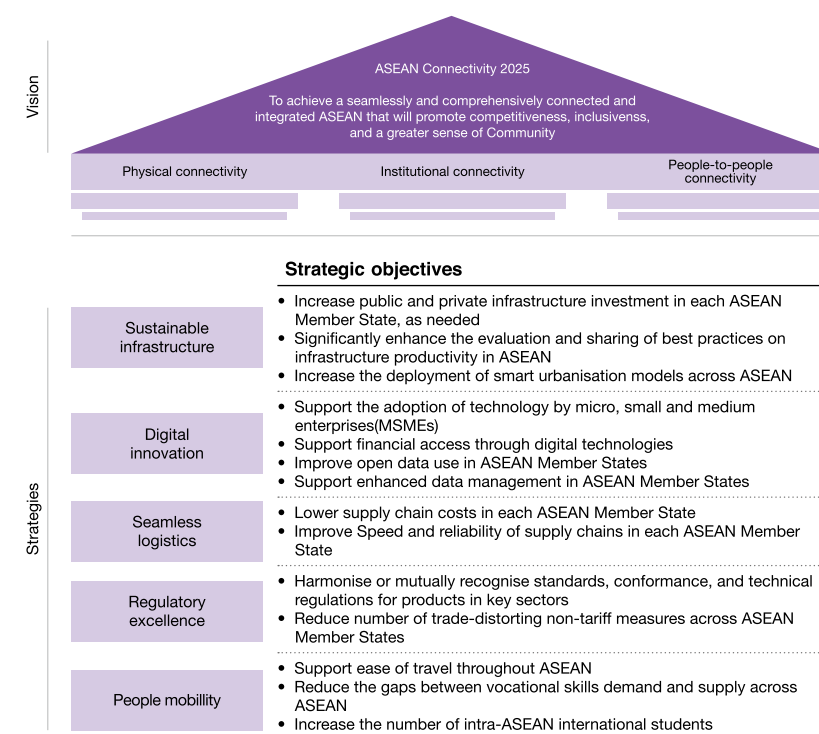 Vision
ASEAN Connectivity 2025
To achieve a seamlessly and comprehensively connected and
integrated ASEAN that will promote competitiveness, inclusivenss,
and a greater sense of Community
Physical connectivity
Institutional connectivity
People-to-people
connectivity
Strategic objectives
Strategies
Sustainable
infrastructure
• Increase public and private infrastructure investment in each ASEAN
Member State, as needed
• Significantly enhance the evaluation and sharing of best practices on
infrastructure productivity in ASEAN
• Increase the deployment of smart urbanisation models across ASEAN
Digital
innovation
• Support the adoption of technology by micro, small and medium
enterprises(MSMEs)
• Support financial access through digital technologies
• Improve open data use in ASEAN Member States
• Support enhanced data management in ASEAN Member States
Seamless
logistics
• Lower supply chain costs in each ASEAN Member State
• Improve Speed and reliability of supply chains in each ASEAN Member
State
Regulatory
excellence
• Harmonise or mutually recognise standards, conformance, and technical
regulations for products in key sectors
• Reduce number of trade-distorting non-tariff measures across ASEAN
Member States
People mobillity
• Support ease of travel throughout ASEAN
• Reduce the gaps between vocational skills demand and supply across
ASEAN
• Increase the number of intra-ASEAN international students